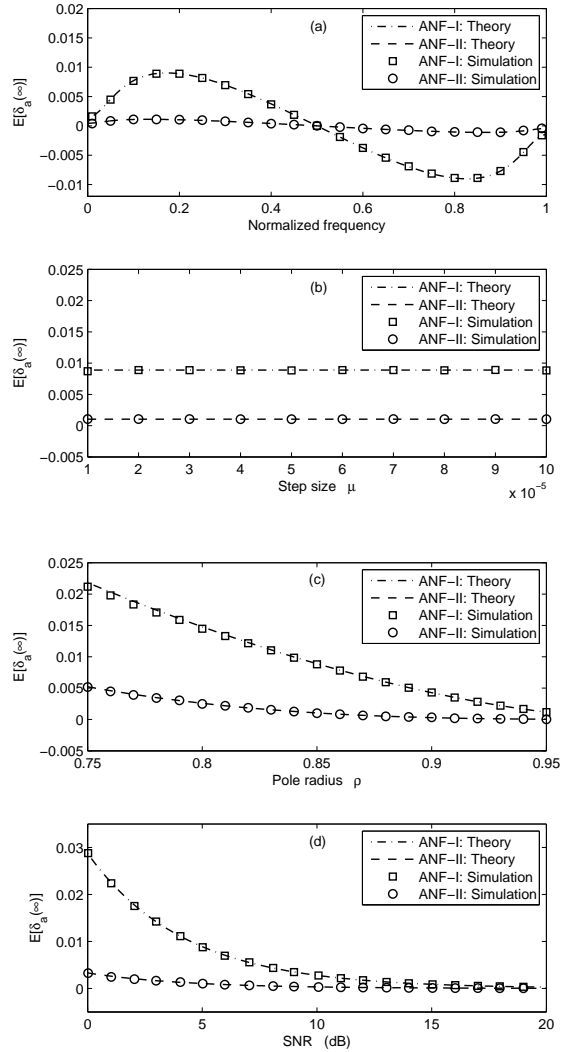 0.02
0.015
0.01
0.005
0
−0.005
−0.01
E[δa(∞)]
(a)
ANF−I: Theory
ANF−II: Theory
ANF−I: Simulation
ANF−II: Simulation
0 0.2 0.4 0.6 0.8 1
Normalized frequency
0.025
0.02
0.015
0.01
0.005
0
−0.005
E[δa(∞)]
(b)
ANF−I: Theory
ANF−II: Theory
ANF−I: Simulation
ANF−II: Simulation
1 2 3 4 5 6 7 8 9 10
Step size μ
x 10−5
0.025
0.02
0.015
0.01
0.005
0
−0.005
E[δa(∞)]
(c)
ANF−I: Theory
ANF−II: Theory
ANF−I: Simulation
ANF−II: Simulation
0.75 0.8 0.85 0.9 0.95
Pole radius ρ
0.03
0.02
0.01
0
E[δa(∞)]
(d)
ANF−I: Theory
ANF−II: Theory
ANF−I: Simulation
ANF−II: Simulation
0 5 10 15 20
SNR (dB)